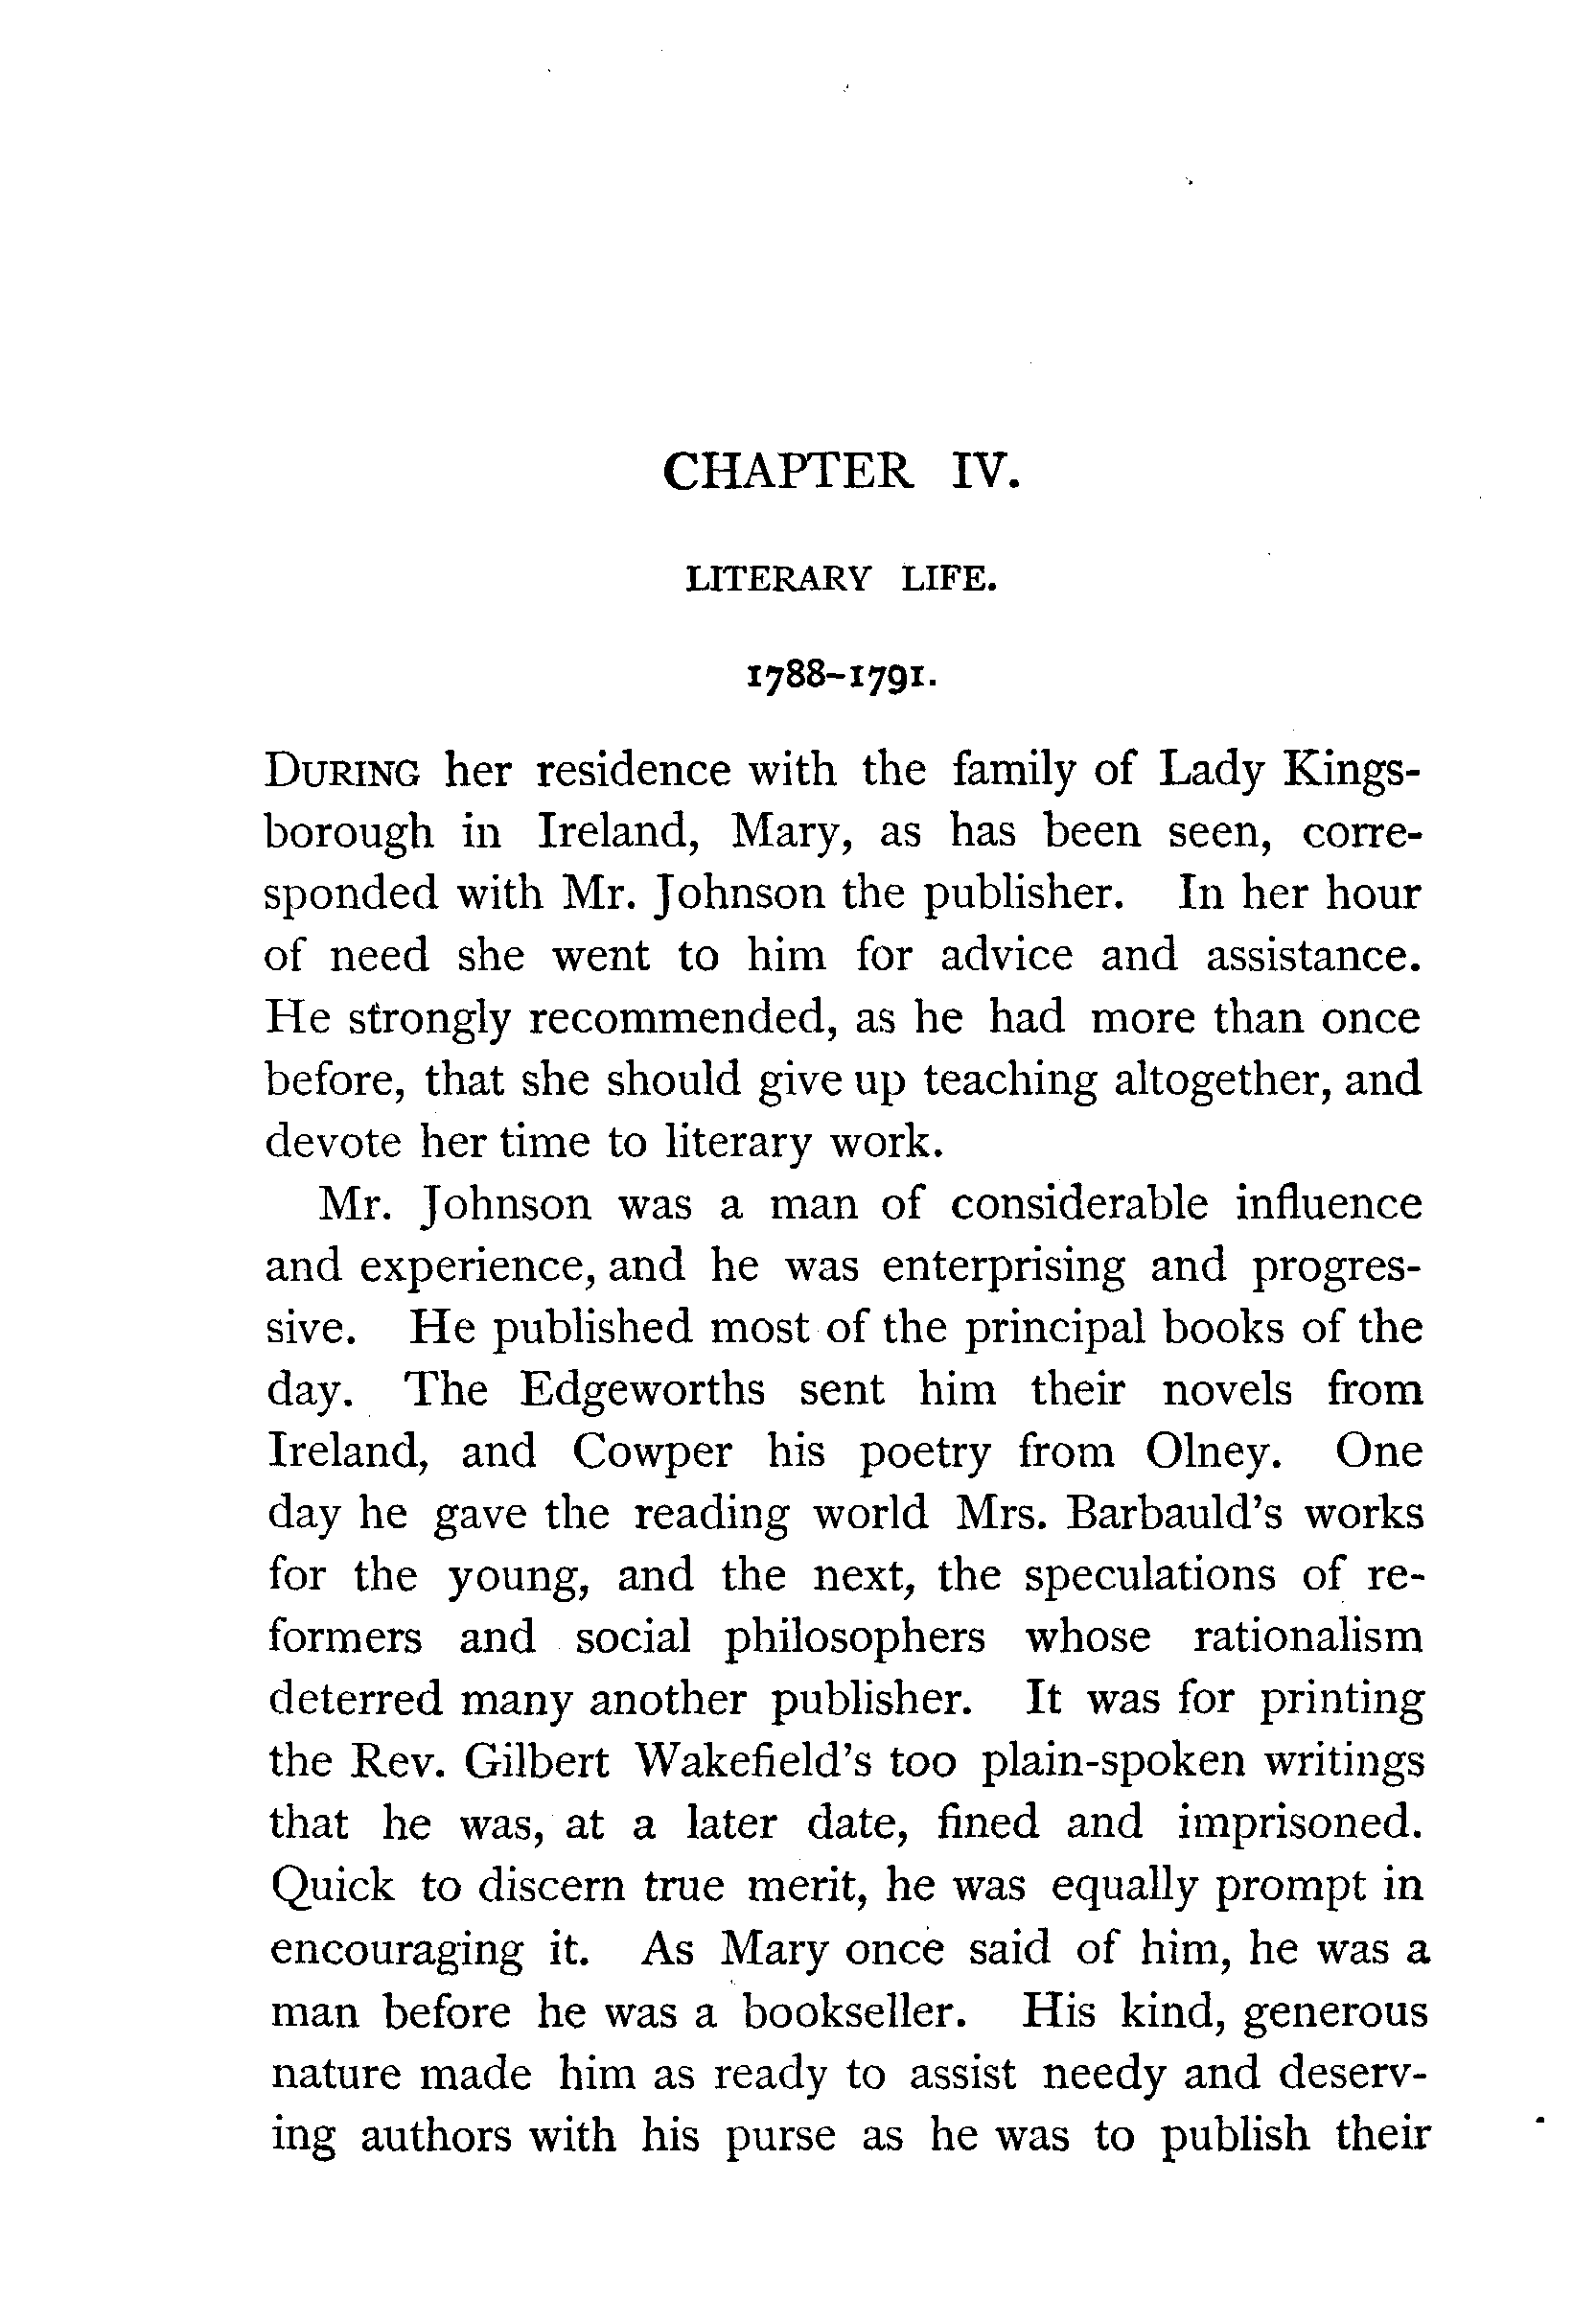 CHAPTER IV.
LITERARY LIFE.
1788–1791.
DURING her residence with the family of Lady Kings-
borough in Ireland, Mary, as has been seen, corre-
sponded with Mr. Johnson the publisher. In her hour
of need she went to him for advice and assistance.
He strongly recommended, as he had more than once
before, that she should give up teaching altogether, and
devote her time to literary work.
Mr. Johnson was a man of considerable influence
and experience, and he was enterprising and progres-
sive. He published most of the principal books of the
day. The Edgeworths sent him their novels from
Ireland, and Cowper his poetry from Olney. One
day he gave the reading world Mrs. Barbauld's works
for the young, and the next, the speculations of re-
formers and social philosophers whose rationalism
deterred many another publisher. It was for printing
the Rev. Gilbert Wakefield's too plain-spoken writings
that he was, at a later date, fined and imprisoned.
Quick to discern true merit, he was equally prompt in
encouraging it. As Mary once said of him, he was a
man before he was a bookseller. His kind, generous
nature made him as ready to assist needy and deserv-
ing authors with his purse as he was to publish their